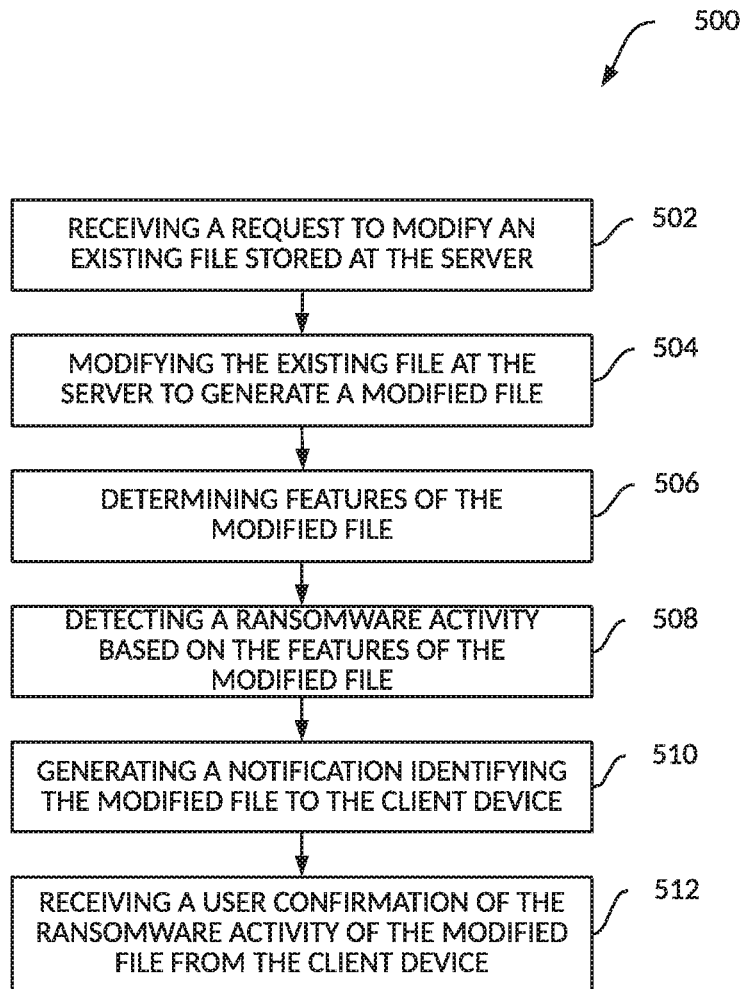 500
RECEIVING A REQUEST TO MODIFY AN
EXISTING FILE STORED AT THE SERVER
502
MODIFYING THE EXISTING FILE AT THE
SERVER TO GENERATE A MODIFIED FILE
504
DETERMINING FEATURES OF THE
MODIFIED FILE
506
DETECTING A RANSOMWARE ACTIVITY
BASED ON THE FEATURES OF THE
MODIFIED FILE
508
GENERATING A NOTIFICATION IDENTIFYING
THE MODIFIED FILE TO THE CLIENT DEVICE
510
RECEIVING A USER CONFIRMATION OF THE
RANSOMWARE ACTIVITY OF THE MODIFIED
FILE FROM THE CLIENT DEVICE
512